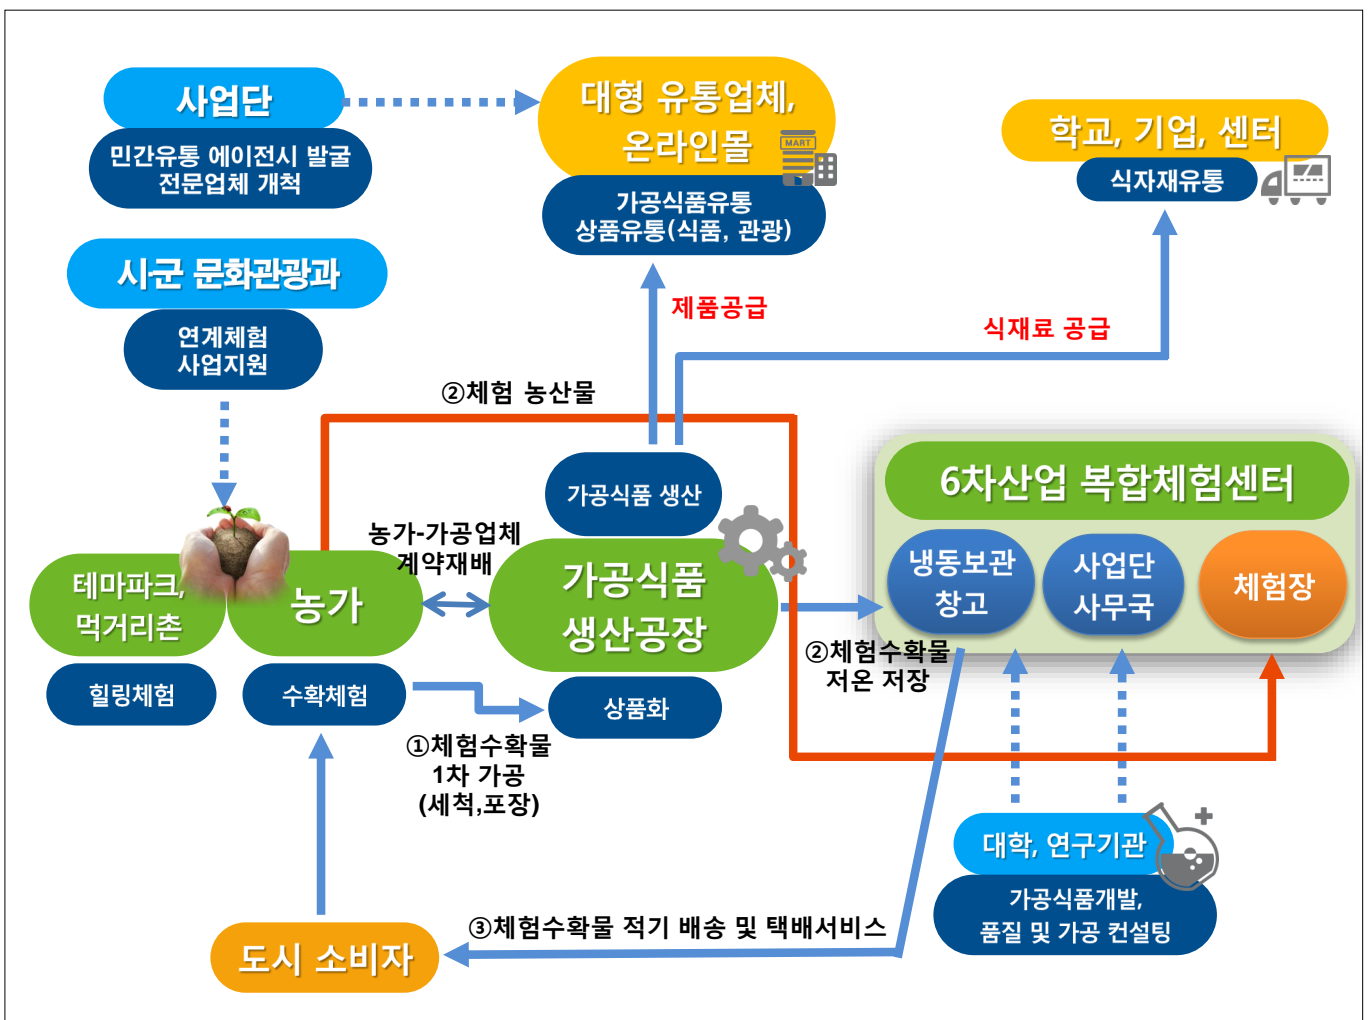 사업단
민간유통 에이전시 발굴
전문업체 개척
대형 유통업체,
온라인몰
MART
가공식품유통
상품유통(식품, 관광)
학교, 기업, 센터
식자재유통
시·군 문화관광과
연계체험
사업지원
제품공급
식재료 공급
②체험 농산물
가공식품 생산
6차산업 복합체험센터
냉동보관
창고
사업단
사무국
체험장
농가-가공업체
계약재배
테마파크,
먹거리촌
농가
가공식품
생산공장
②체험수확물
저온 저장
힐링체험
수확체험
상품화
①체험수확물
1차 가공
(세척,포장)
대학, 연구기관
가공식품개발,
품질 및 가공 컨설팅
③체험수확물 적기 배송 및 택배서비스
도시 소비자